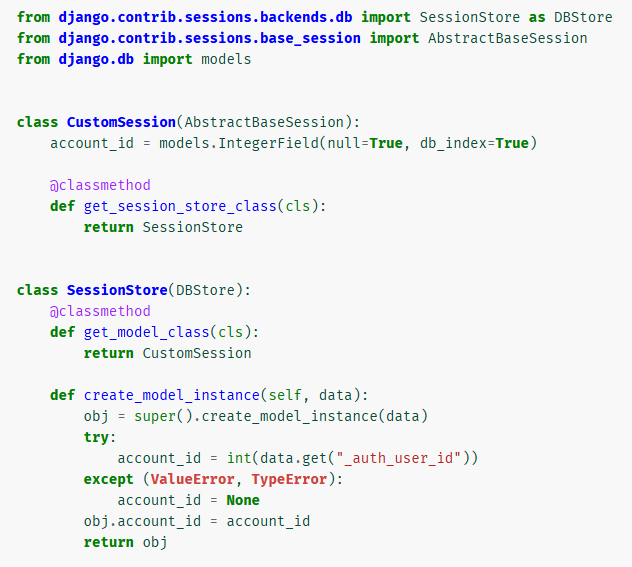 from django.contrib.sessions.backends.db import SessionStore as DBStore
from django.contrib.sessions.base_session import AbstractBaseSession
from django.db import models


class CustomSession(AbstractBaseSession):
    account_id = models.IntegerField(null=True, db_index=True)

    @classmethod
    def get_session_store_class(cls):
        return SessionStore


class SessionStore(DBStore):
    @classmethod
    def get_model_class(cls):
        return CustomSession

    def create_model_instance(self, data):
        obj = super().create_model_instance(data)
        try:
            account_id = int(data.get("_auth_user_id"))
        except (ValueError, TypeError):
            account_id = None
        obj.account_id = account_id
        return obj